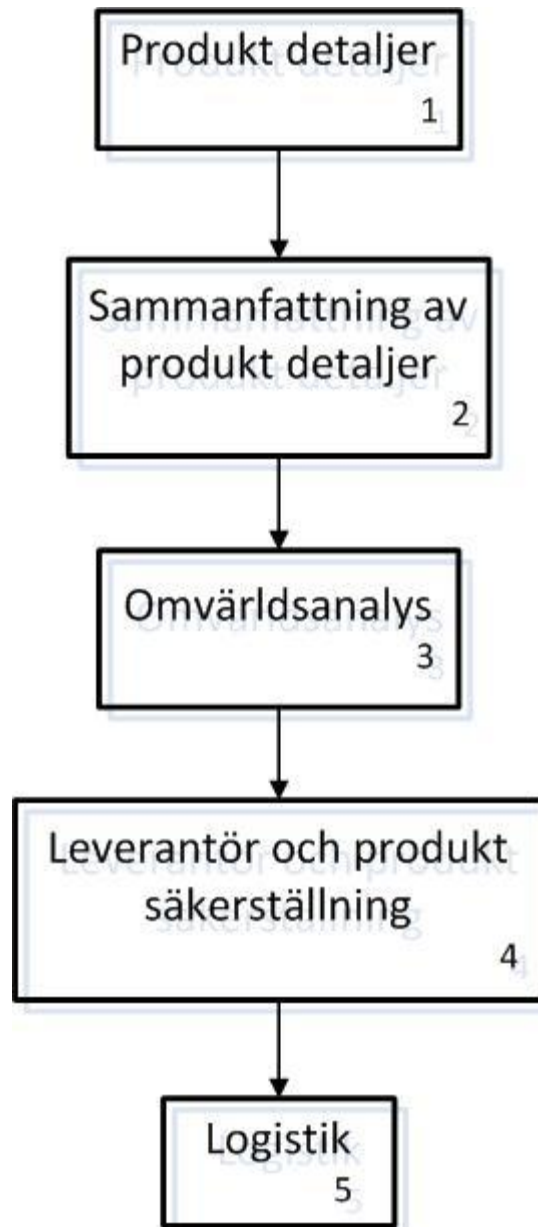 Produkt detaljer
1
Sammanfattning av
produkt detaljer
2
Omvärldsanalys
3
Leverantör och produkt
säkerställning
4
Logistik
5